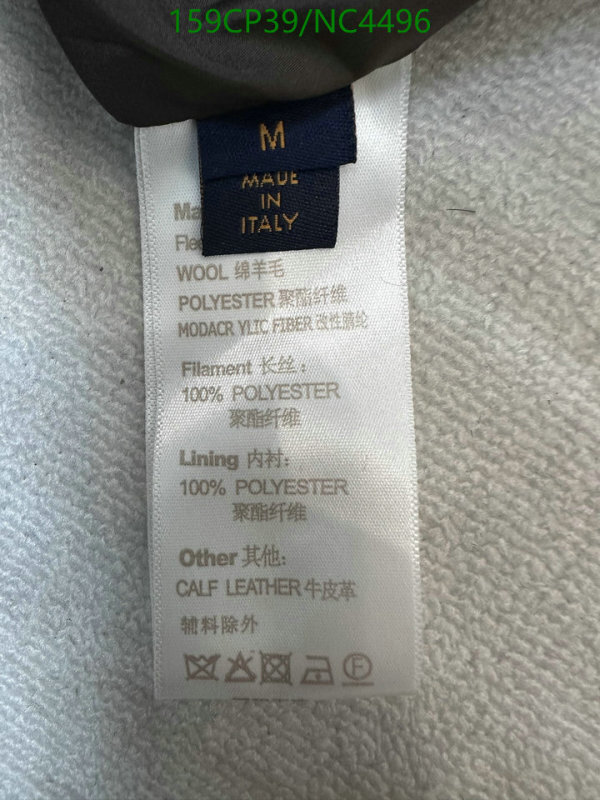 159CP39/NC4496
M
MADE
IN
ITALY
WOOL 绵羊毛
POLYESTER 聚酯纤维
MODACR YLIC FIBER 改性腈纶
Filament 长丝：
100% POLYESTER
聚酯纤维
Lining 内衬：
100% POLYESTER
聚酯纤维
Other 其他：
CALF LEATHER 牛皮革
辅料除外
F